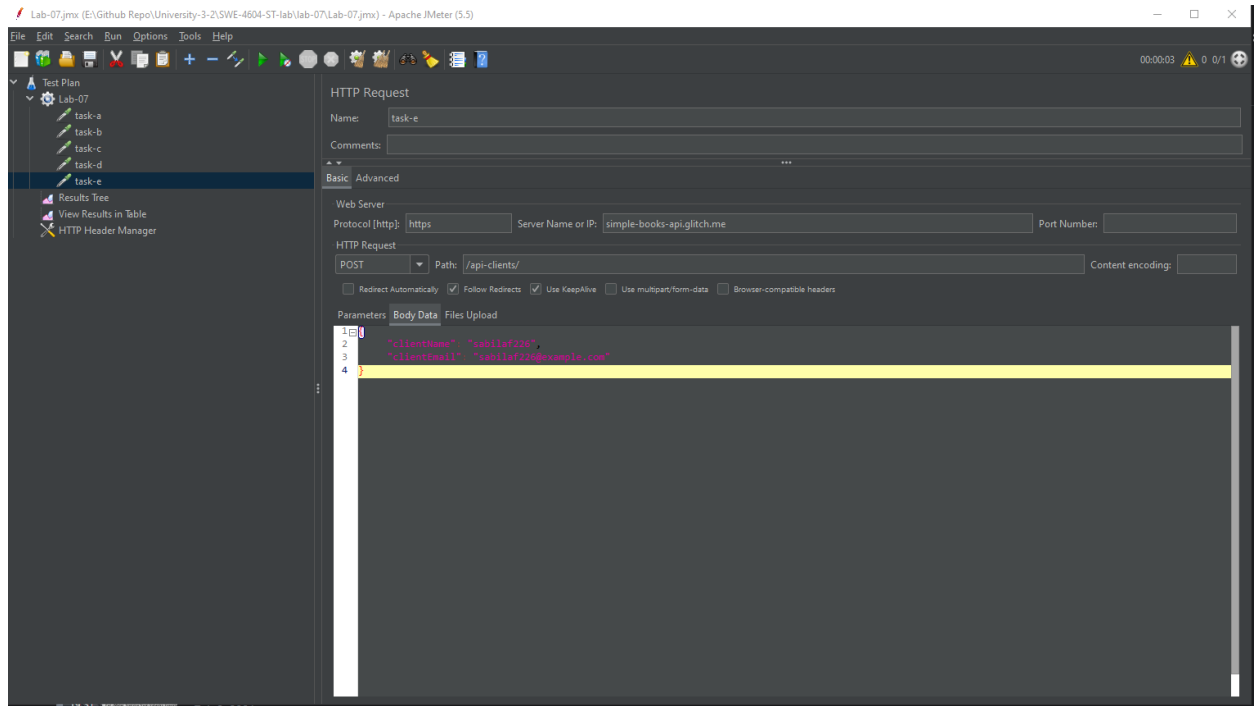 Lab-07.jmx (E:\Github Repo\University-3-2\SWE-4604-ST-lab\lab-07\Lab-07.jmx) - Apache JMeter (5.5)
File Edit Search Run Options Tools Help
00:00:03 0 0/1
Test Plan
Lab-07
task-a
task-b
task-c
task-d
task-e
Results Tree
View Results in Table
HTTP Header Manager
HTTP Request
Name: task-e
Comments:
Basic Advanced
Web Server
Protocol [http]: https Server Name or IP: simple-books-api.glitch.me Port Number:
HTTP Request
POST Path: /api-clients/ Content encoding:
Redirect Automatically Follow Redirects Use KeepAlive Use multipart/form-data Browser-compatible headers
Parameters Body Data Files Upload
1 {
2 "clientName": "sabilaf226",
3 "clientEmail": "sabilaf226@example.com"
4 }